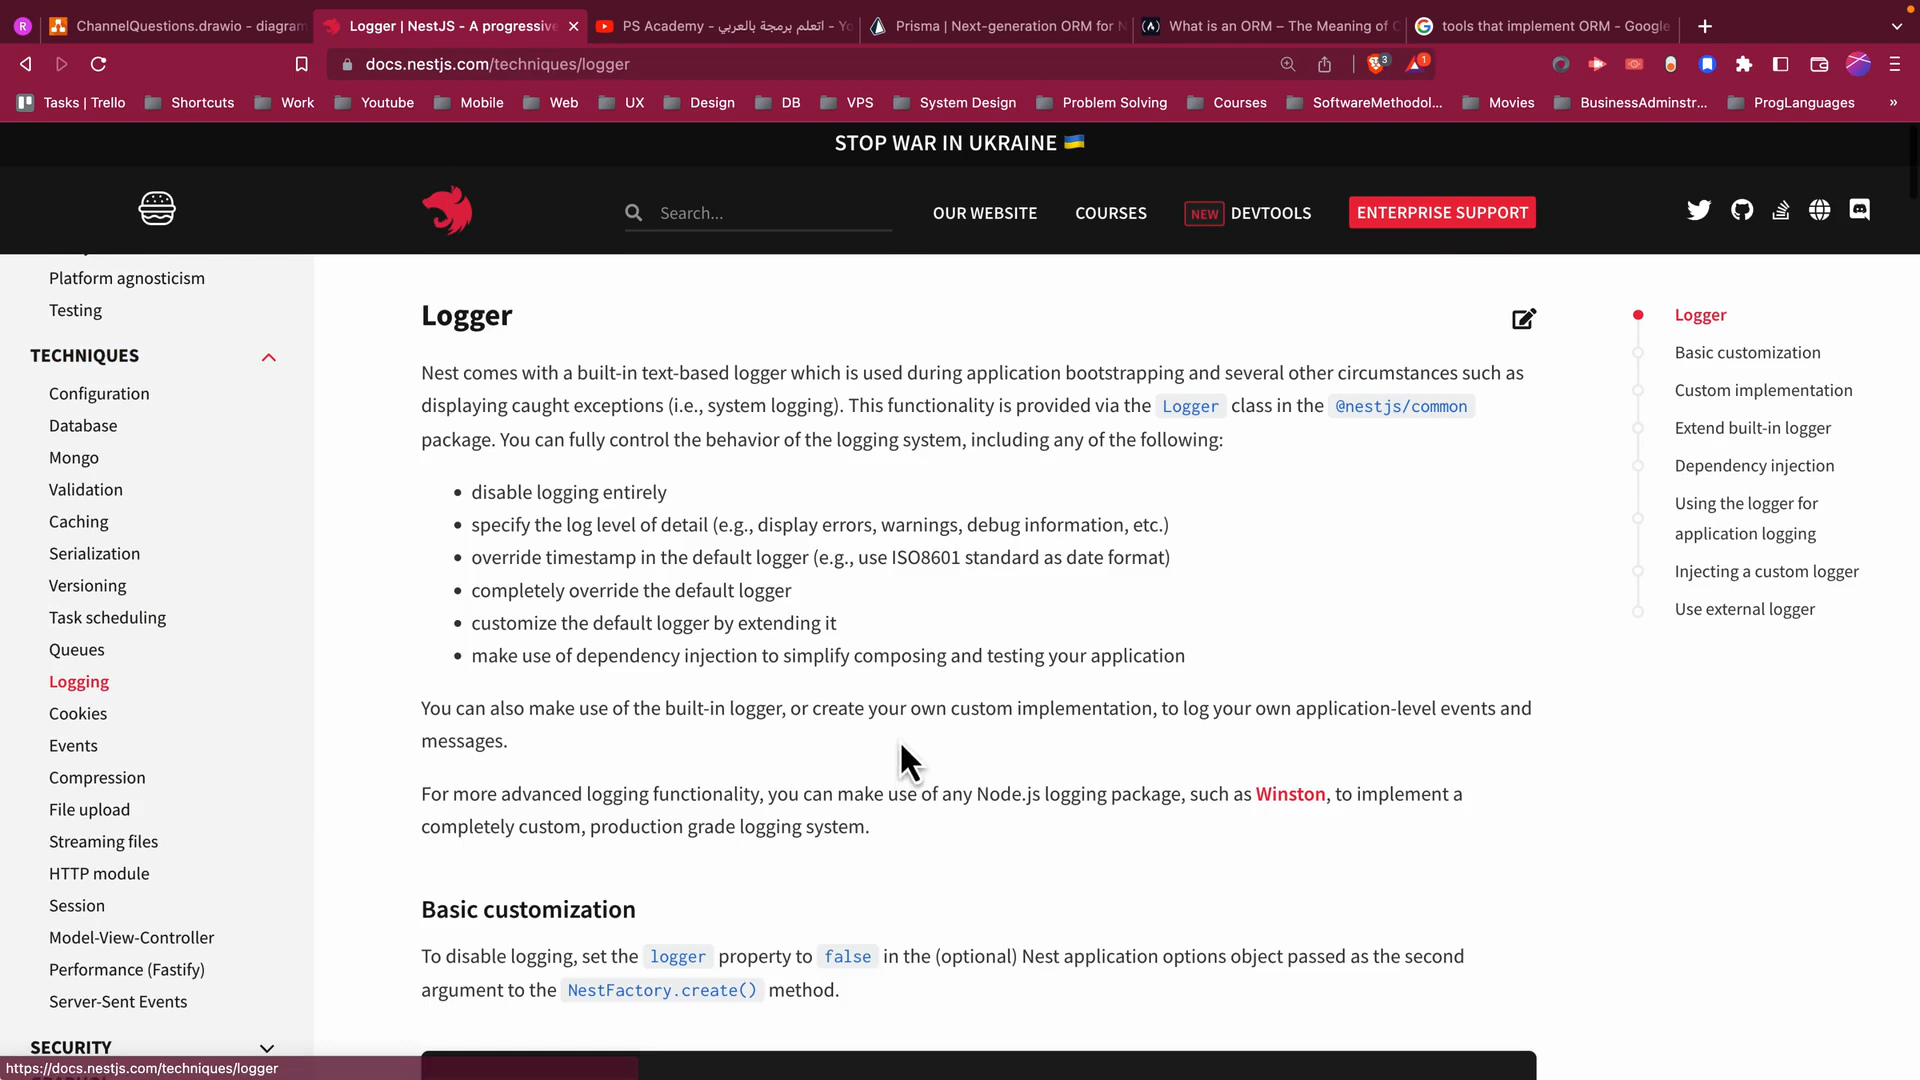 R
ChannelQuestions.drawio - diagram
Logger | NestJS - A progressive
PS Academy - اتعلم برمجة بالعربي - Yo
Prisma | Next-generation ORM for N
What is an ORM – The Meaning of O
tools that implement ORM - Google
docs.nestjs.com/techniques/logger
3
1
Tasks | Trello
Shortcuts
Work
Youtube
Mobile
Web
UX
Design
DB
VPS
System Design
Problem Solving
Courses
SoftwareMethodol...
Movies
BusinessAdminstr...
ProgLanguages
»
STOP WAR IN UKRAINE
Search...
OUR WEBSITE
COURSES
NEW DEVTOOLS
ENTERPRISE SUPPORT
Platform agnosticism
Testing
TECHNIQUES
Configuration
Database
Mongo
Validation
Caching
Serialization
Versioning
Task scheduling
Queues
Logging
Cookies
Events
Compression
File upload
Streaming files
HTTP module
Session
Model-View-Controller
Performance (Fastify)
Server-Sent Events
SECURITY
https://docs.nestjs.com/techniques/logger
Logger
Nest comes with a built-in text-based logger which is used during application bootstrapping and several other circumstances such as
displaying caught exceptions (i.e., system logging). This functionality is provided via the Logger class in the @nestjs/common
package. You can fully control the behavior of the logging system, including any of the following:
• disable logging entirely
• specify the log level of detail (e.g., display errors, warnings, debug information, etc.)
• override timestamp in the default logger (e.g., use ISO8601 standard as date format)
• completely override the default logger
• customize the default logger by extending it
• make use of dependency injection to simplify composing and testing your application
You can also make use of the built-in logger, or create your own custom implementation, to log your own application-level events and
messages.
For more advanced logging functionality, you can make use of any Node.js logging package, such as Winston, to implement a
completely custom, production grade logging system.
Basic customization
To disable logging, set the logger property to false in the (optional) Nest application options object passed as the second
argument to the NestFactory.create() method.
Logger
Basic customization
Custom implementation
Extend built-in logger
Dependency injection
Using the logger for
application logging
Injecting a custom logger
Use external logger